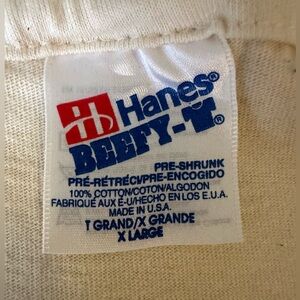 Hanes®
BEEFY-T®
PRE-SHRUNK
PRÉ-RÉTRÉCI/PRE-ENCOGIDO
100% COTTON/COTON/ALGODON
FABRIQUÉ AUX É-U/HECHO EN LOS E.U.A.
MADE IN U.S.A.
T GRAND/X GRANDE
X LARGE